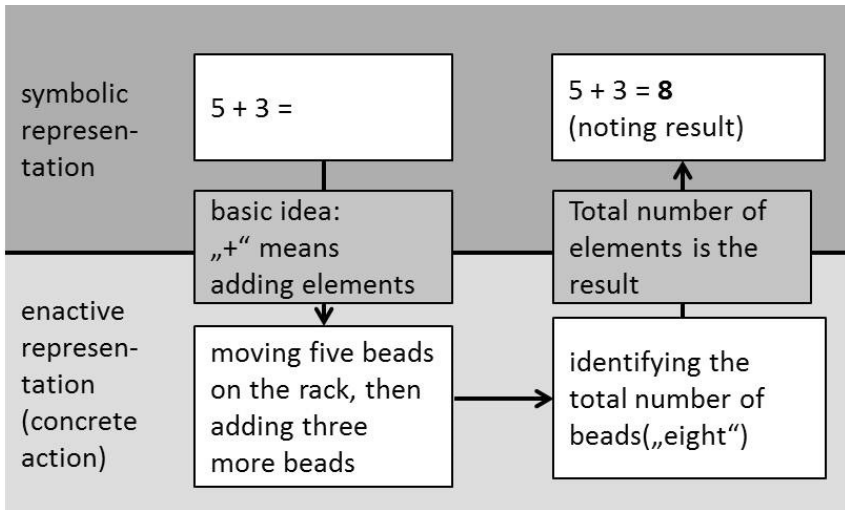 symbolic
represen-
tation
5 + 3 =
5 + 3 = 8
(noting result)
basic idea:
„+“ means
adding elements
Total number of
elements is the
result
enactive
represen-
tation
(concrete
action)
moving five beads
on the rack, then
adding three
more beads
identifying the
total number of
beads(„eight“)